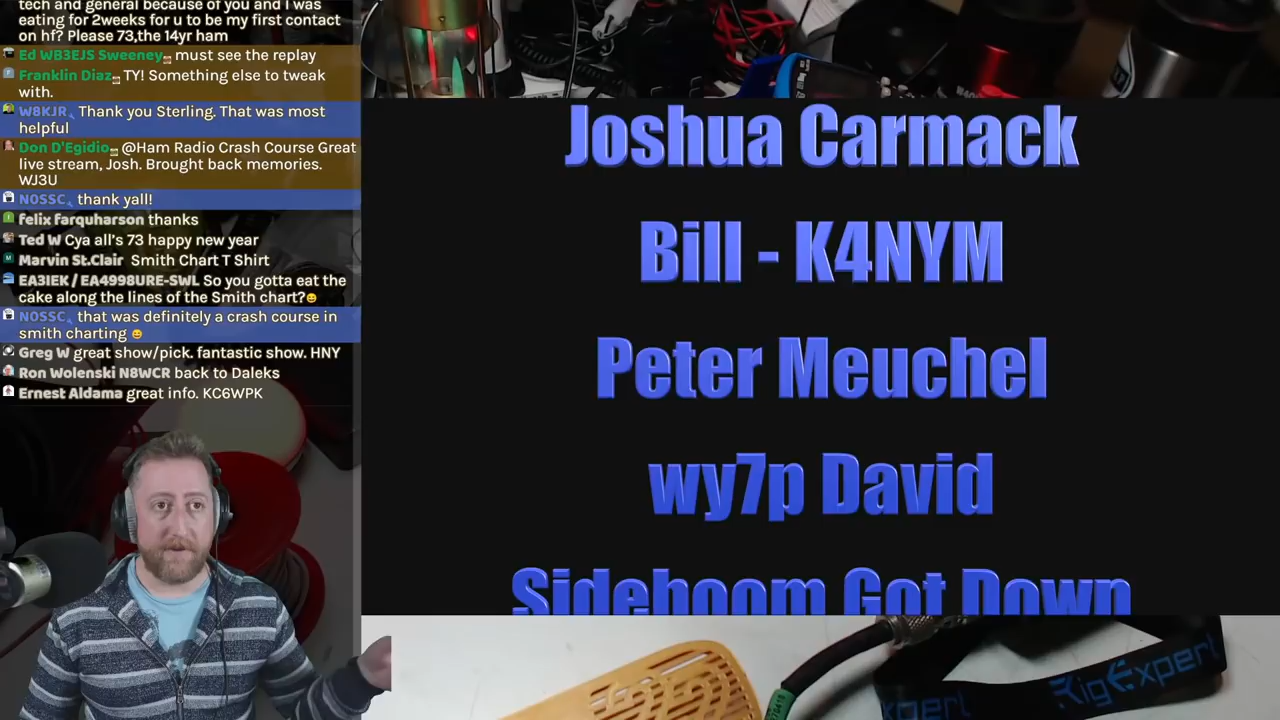 tech and general because of you and I was
eating for 2weeks for u to be my first contact
on hf? Please 73,the 14yr ham
Ed WB3EJS Sweeney must see the replay
Franklin Diaz TY! Something else to tweak
with.
W8KJR Thank you Sterling. That was most
helpful
Don D'Egidio @Ham Radio Crash Course Great
live stream, Josh. Brought back memories.
WJ3U
N0SSC thank yall!
felix farquharson thanks
Ted W Cya all's 73 happy new year
Marvin St.Clair Smith Chart T Shirt
EA3IEK / EA4998URE-SWL So you gotta eat the
cake along the lines of the Smith chart?
N0SSC that was definitely a crash course in
smith charting
Greg W great show/pick. fantastic show. HNY
Ron Wolenski N8WCR back to Daleks
Ernest Aldama great info. KC6WPK
Joshua Carmack
Bill - K4NYM
Peter Meuchel
wy7p David
Sideboom Got Down
xpert RigExpert